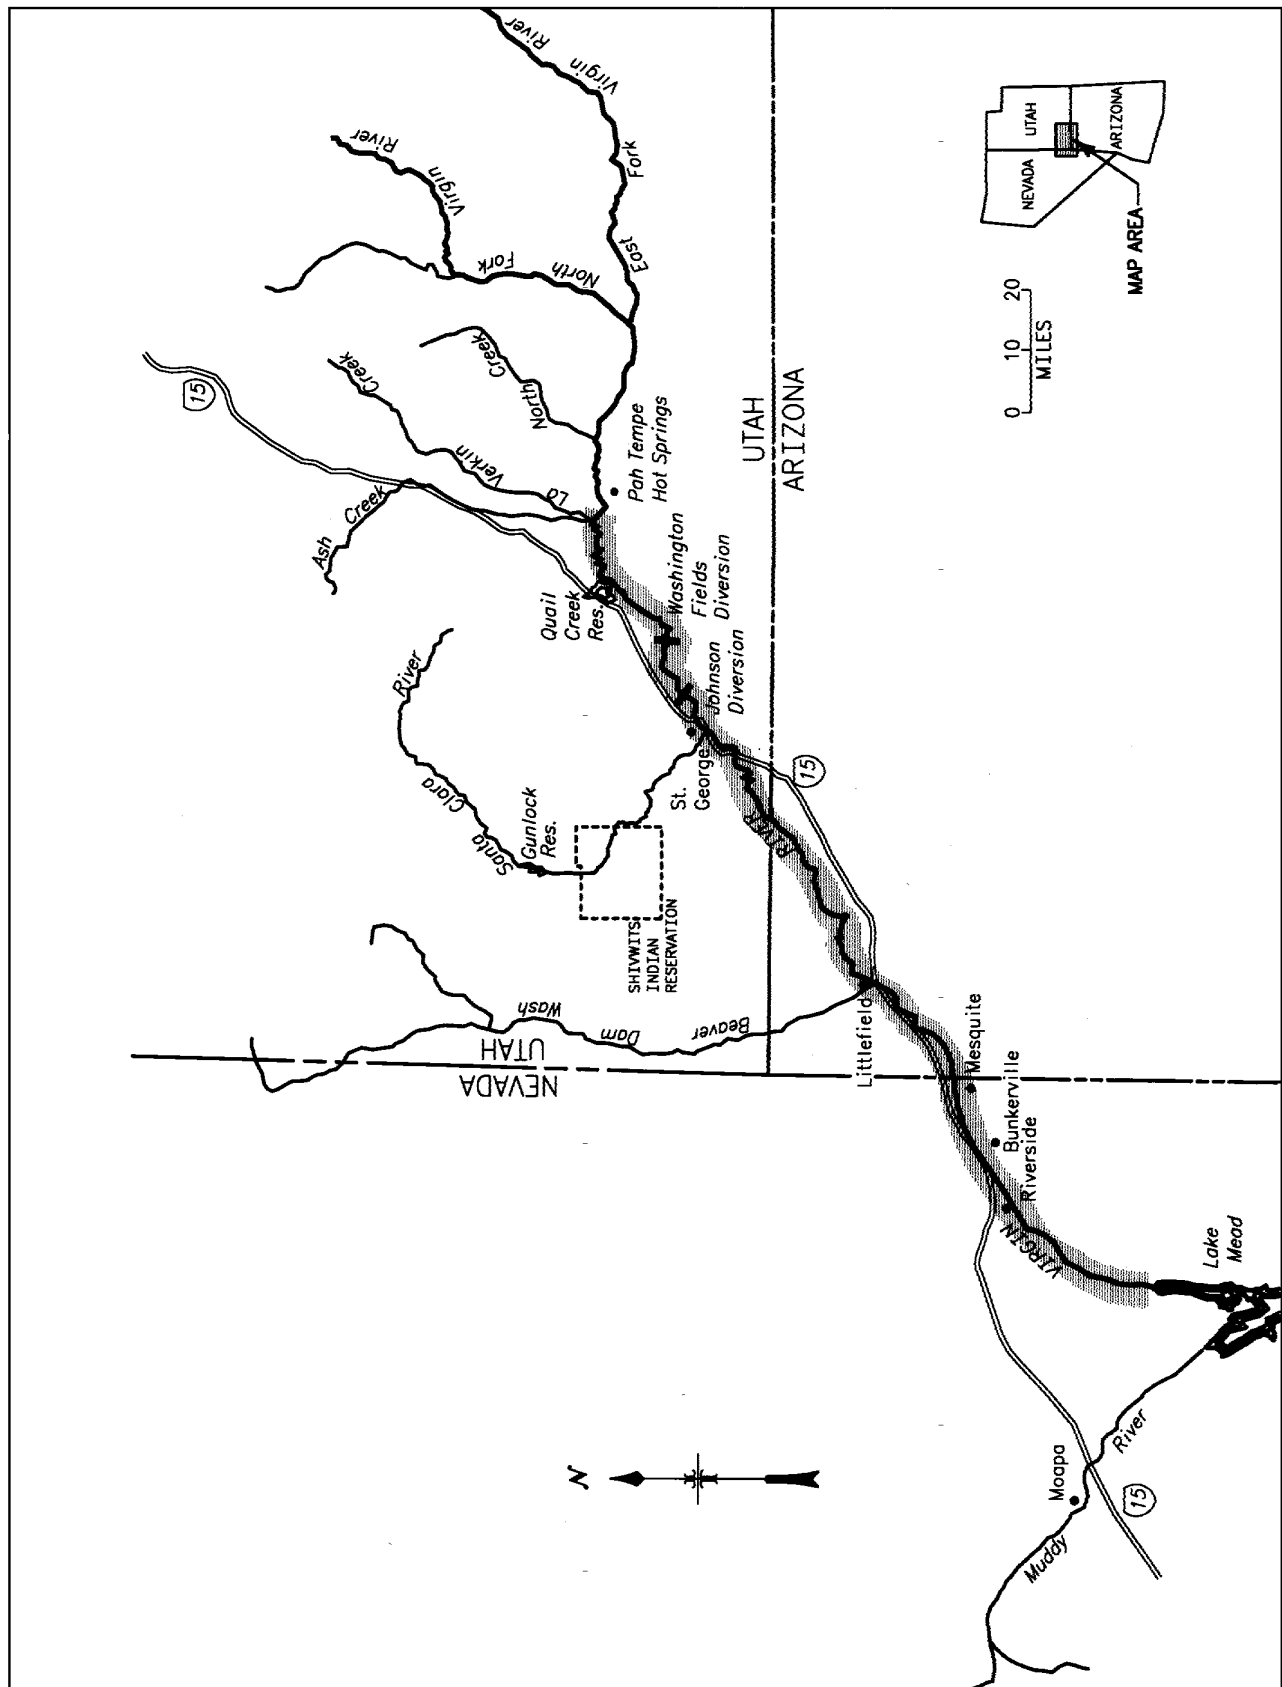 River
Muddy
Moapa
15
River
Lake
Mead
VIRGIN
Riverside
Bunkerville
Mesquite
Littlefield
NEVADA
UTAH
Beaver
Dam
Wash
SHIVWITS
INDIAN
RESERVATION
Gunlock
Res.
Santa
Clara
River
St.
George
RIVER
15
Johnson
Diversion
Washington
Fields
Diversion
Quail
Creek
Res.
Ash
Creek
15
La
Verkin
Creek
Pah Tempe
Hot Springs
North
Creek
UTAH
ARIZONA
North
Fork
Virgin
River
East
Fork
Virgin
N
0 10 20
MILES
MAP AREA
NEVADA
UTAH
ARIZONA